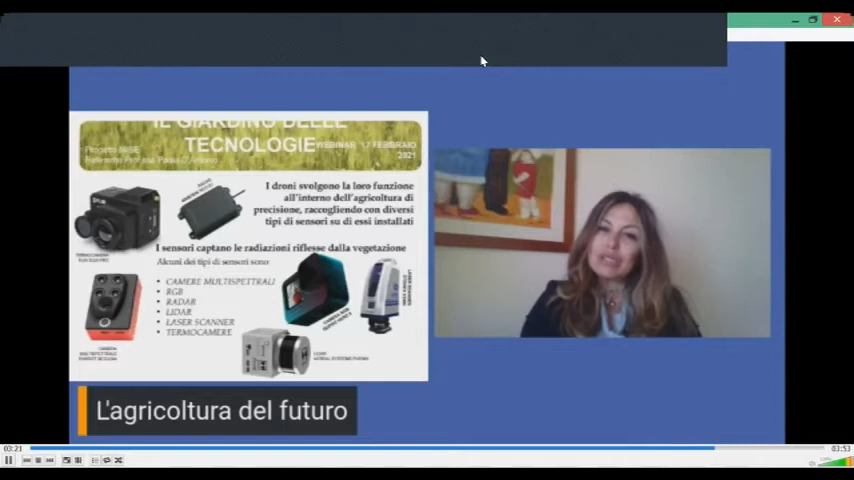 IL GIARDINO DELLE
TECNOLOGIE
WEBINAR 17 FEBBRAIO
2021
Progetto
I droni svolgono la loro funzione
all'interno dell'agricoltura di
precisione, raccogliendo con diversi
tipi di sensori su di essi installati
I sensori captano le radiazioni riflesse dalla vegetazione
Alcuni dei tipi di sensori sono:
• CAMERE MULTISPETTRALI
• RGB
• RADAR
• LIDAR
• LASER SCANNER
• TERMOCAMERE
L'agricoltura del futuro
03:21
03:53